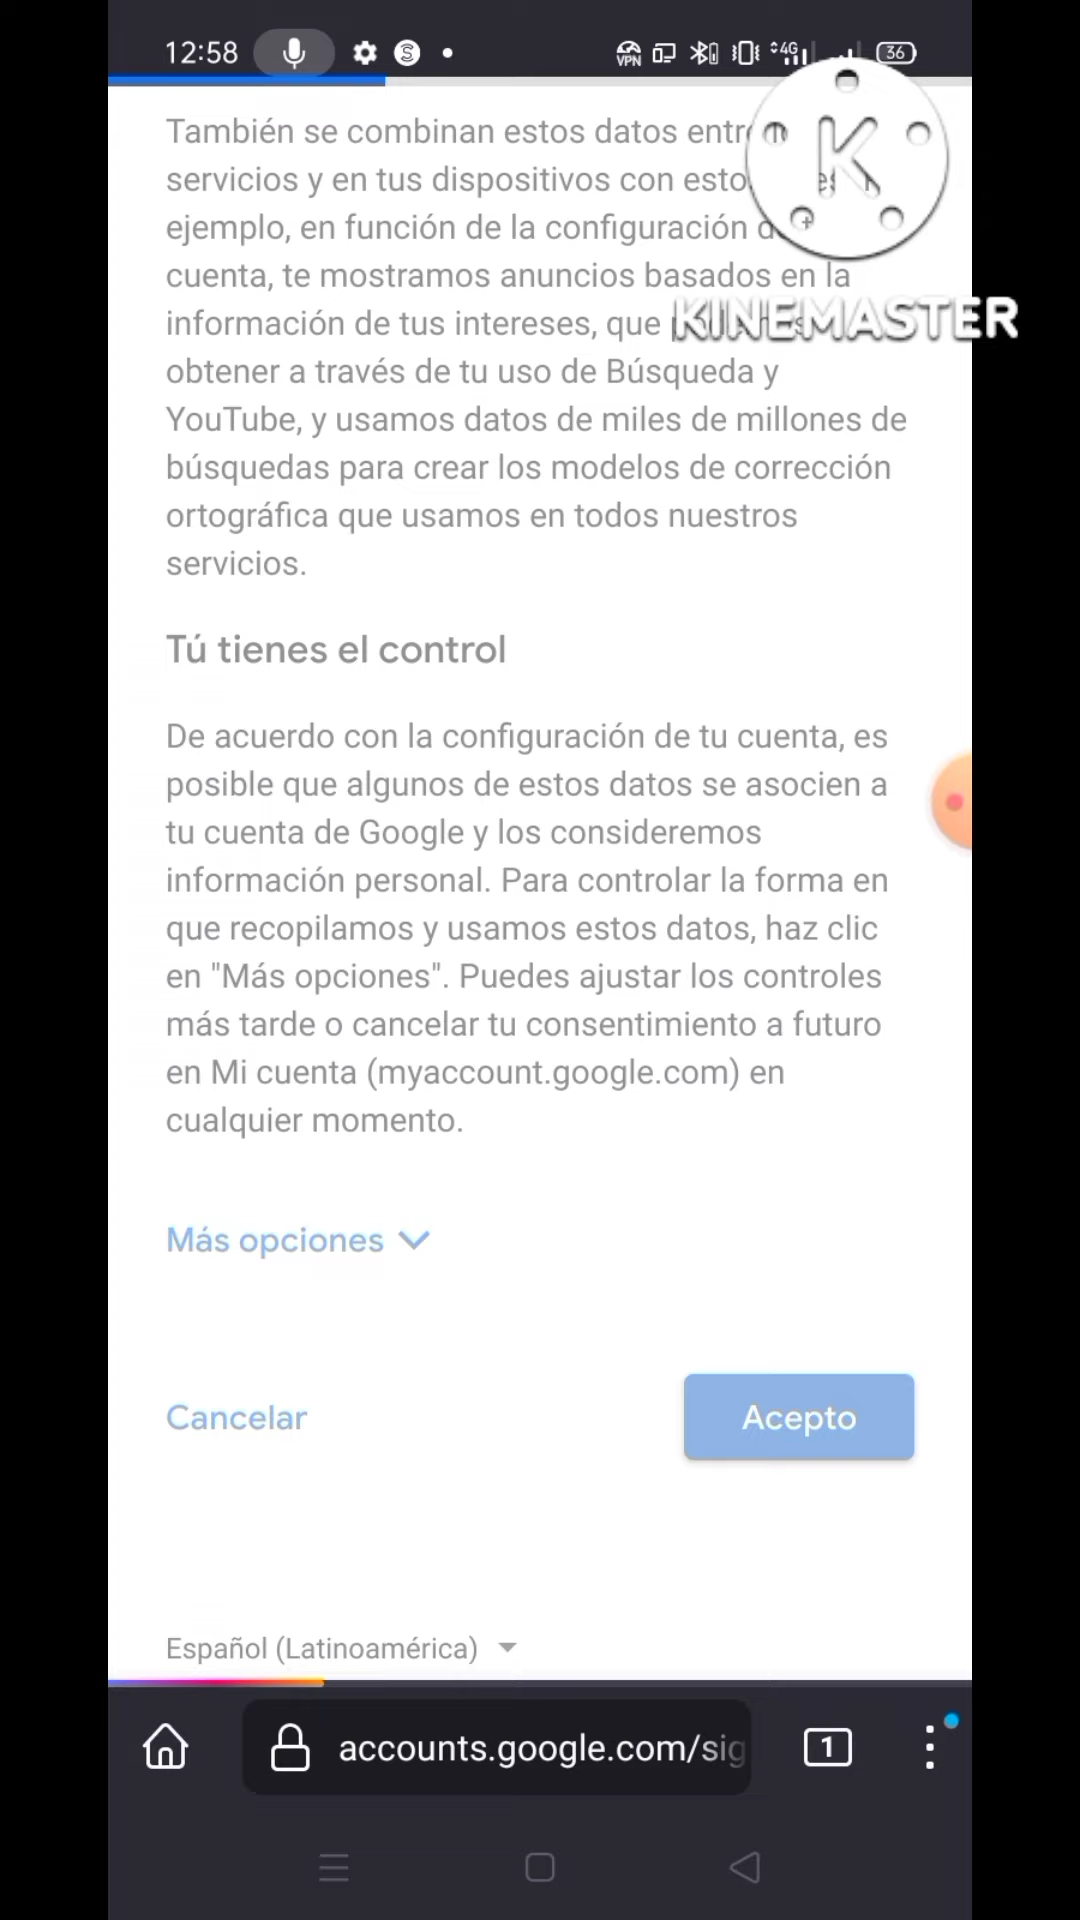 12:58
VPN
4G
36
También se combinan estos datos entre
servicios y en tus dispositivos con
ejemplo, en función de la configuración
cuenta, te mostramos anuncios basados en la
información de tus intereses, que
KINEMASTER
obtener a través de tu uso de Búsqueda y
YouTube, y usamos datos de miles de millones de
búsquedas para crear los modelos de corrección
ortográfica que usamos en todos nuestros
servicios.
Tú tienes el control
De acuerdo con la configuración de tu cuenta, es
posible que algunos de estos datos se asocien a
tu cuenta de Google y los consideremos
información personal. Para controlar la forma en
que recopilamos y usamos estos datos, haz clic
en "Más opciones". Puedes ajustar los controles
más tarde o cancelar tu consentimiento a futuro
en Mi cuenta (myaccount.google.com) en
cualquier momento.
Más opciones
Cancelar
Acepto
Español (Latinoamérica)
accounts.google.com/sig
1